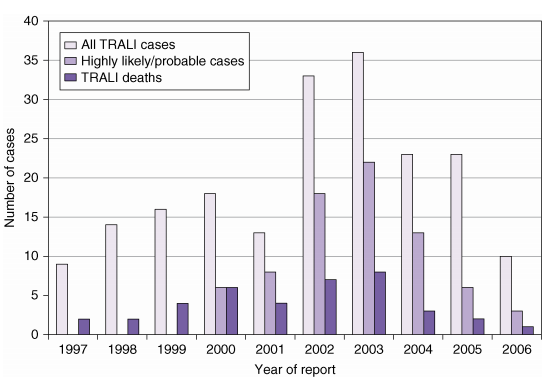 40
35
30
25
20
15
10
5
0
Number of cases
All TRALI cases
Highly likely/probable cases
TRALI deaths
1997 1998 1999 2000 2001 2002 2003 2004 2005 2006
Year of report